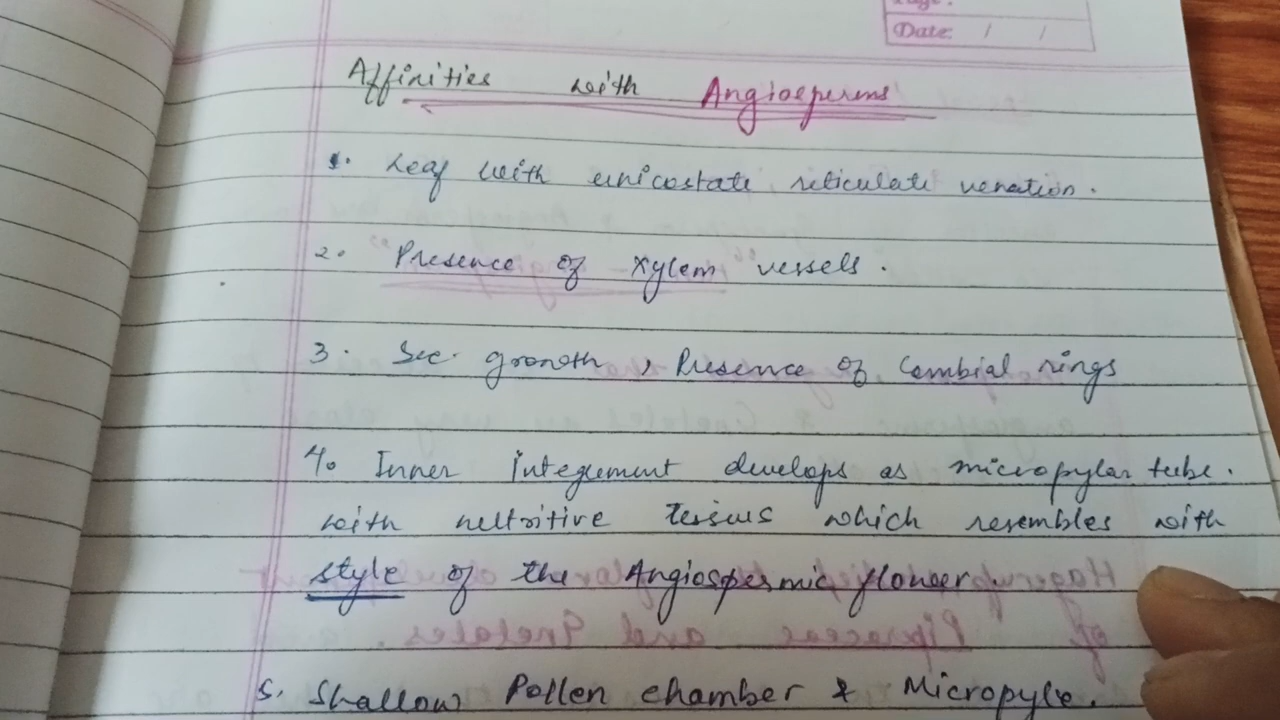 Page:
Date: / /
Affinities with Angiosperms
1. Leaf with unicostate reticulate venation.
2. Presence of xylem vessels.
3. Sec. growth, Presence of Cambial rings
4. Inner integument develops as micropylar tube.
with nutritive tissues which resembles with
style of the Angiospermic flower.
5. Shallow Pollen chamber & Micropyle.